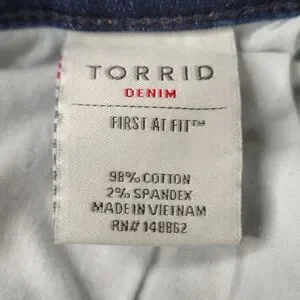 TORRID
DENIM
FIRST AT FIT™
98% COTTON
2% SPANDEX
MADE IN VIETNAM
RN# 148862